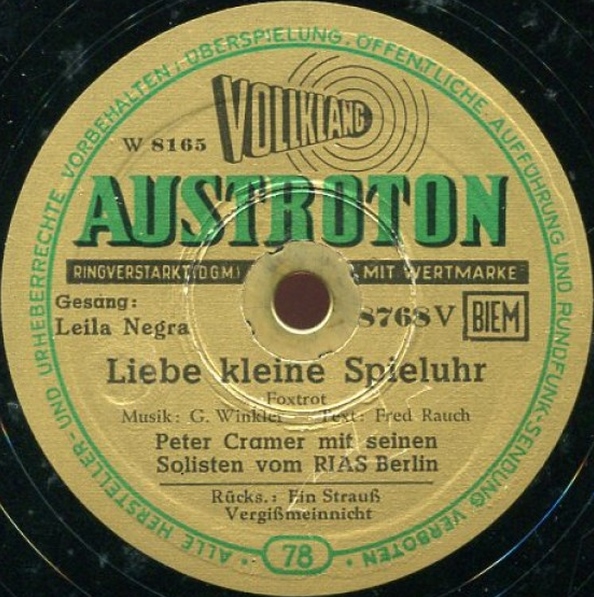 ALLE HERSTELLER- UND URHEBERRECHTE VORBEHALTEN, ÜBERSPIELUNG, ÖFFENTLICHE AUFFÜHRUNG UND RUNDFUNK-SENDUNG VERBOTEN
VOLLKLANG
W 8165
AUSTROTON
RINGVERSTÄRKT (DGM) MIT WERTMARKE
Gesang:
Leila Negra
8768 V BIEM
Liebe kleine Spieluhr
Foxtrot
Musik: G. Winkler — Text: Fred Rauch
Peter Cramer mit seinen
Solisten vom RIAS Berlin
Rücks.: Ein Strauß
Vergißmeinnicht
78